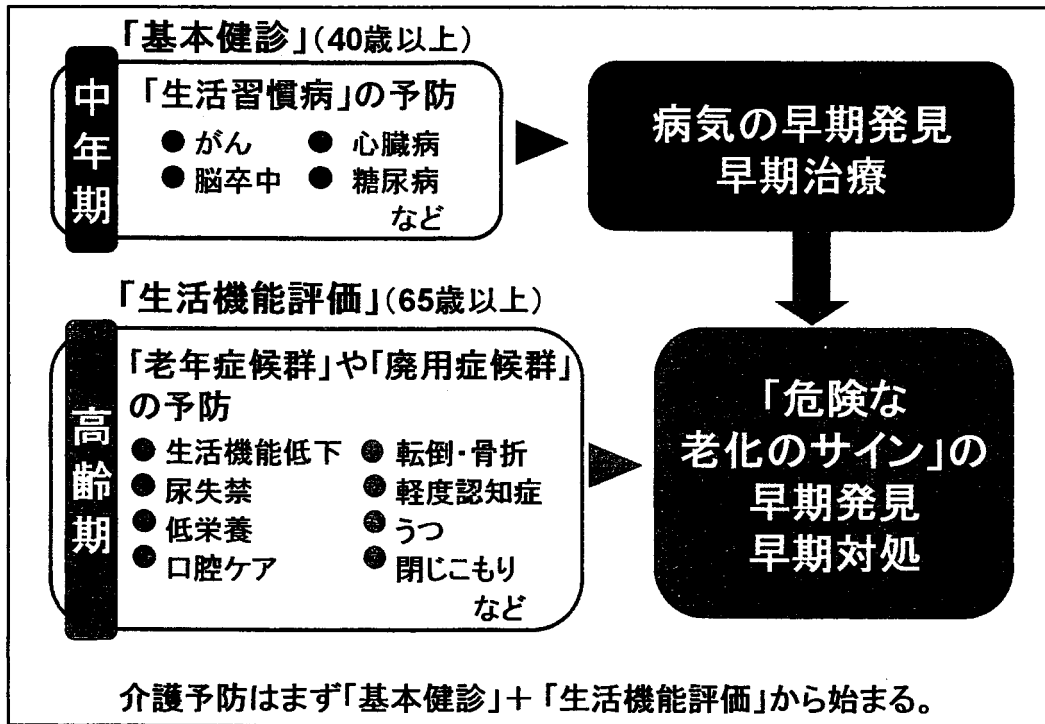 「基本健診」(40歳以上)
中年期
「生活習慣病」の予防
● がん ● 心臓病
● 脳卒中 ● 糖尿病
など
病気の早期発見
早期治療
「生活機能評価」(65歳以上)
高齢期
「老年症候群」や「廃用症候群」
の予防
● 生活機能低下 ● 転倒・骨折
● 尿失禁 ● 軽度認知症
● 低栄養 ● うつ
● 口腔ケア ● 閉じこもり
など
「危険な
老化のサイン」の
早期発見
早期対処
介護予防はまず「基本健診」+「生活機能評価」から始まる。